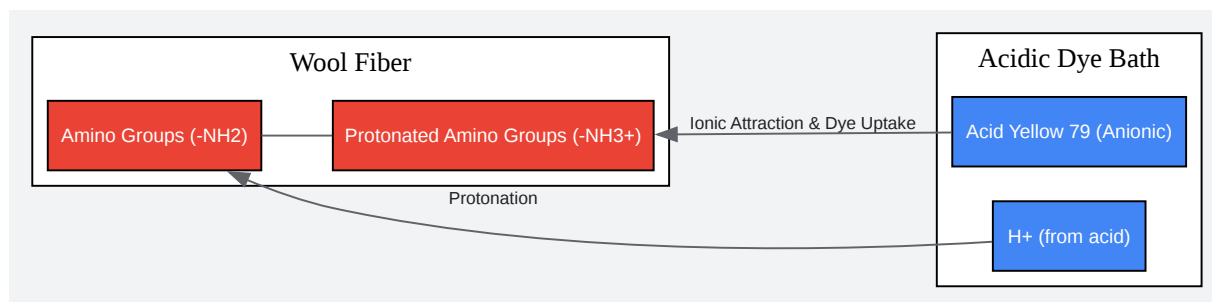 Wool Fiber
Acidic Dye Bath
Amino Groups (-NH2)
Protonated Amino Groups (-NH3+)
Ionic Attraction & Dye Uptake
Acid Yellow 79 (Anionic)
Protonation
H+ (from acid)